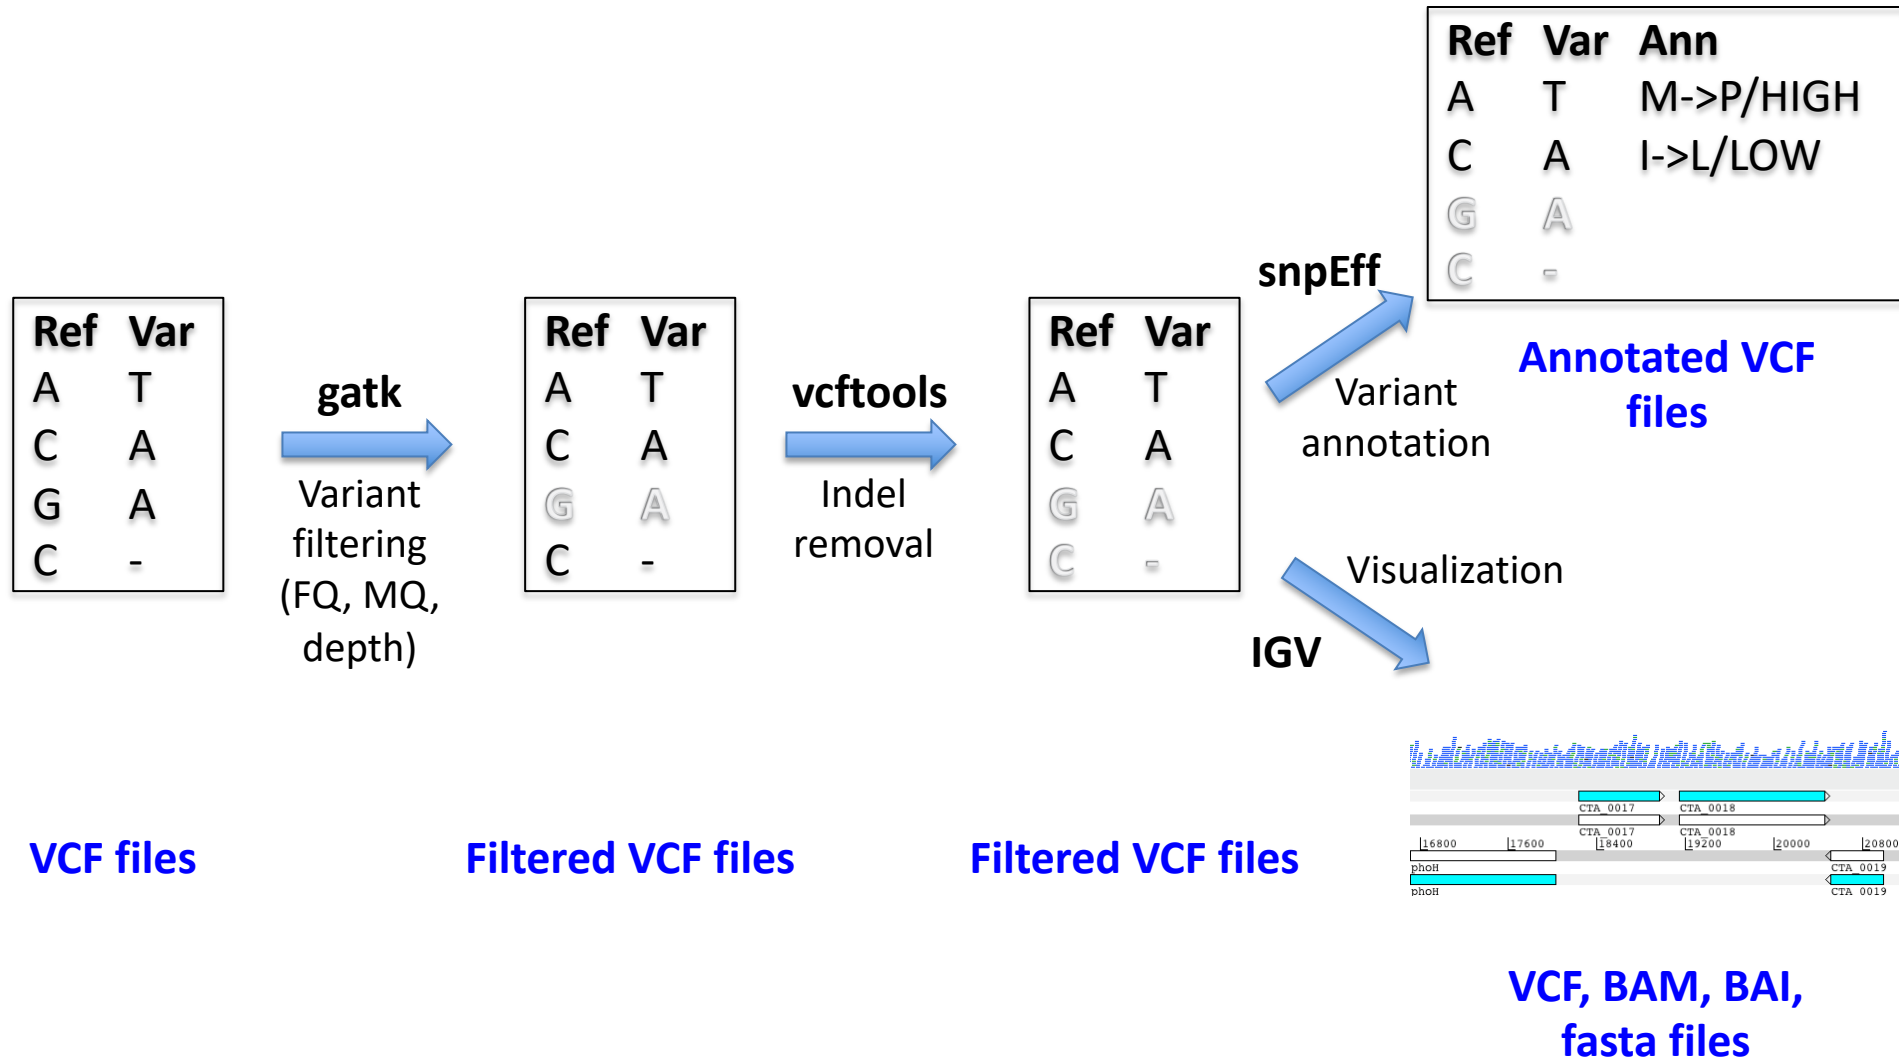 Ref Var Ann
A T M->P/HIGH
C A I->L/LOW
G A
C -
Annotated VCF
files
Ref Var
A T
C A
G A
C -
gatk
Variant
filtering
(FQ, MQ,
depth)
Ref Var
A T
C A
G A
C -
vcftools
Indel
removal
Ref Var
A T
C A
G A
C -
snpEff
Variant
annotation
Visualization
IGV
CTA_0017 CTA_0018
CTA_0017 CTA_0018
16800 17600 18400 19200 20000 20800
phoH CTA_0019
phoH CTA 0019
VCF files
Filtered VCF files
Filtered VCF files
VCF, BAM, BAI,
fasta files